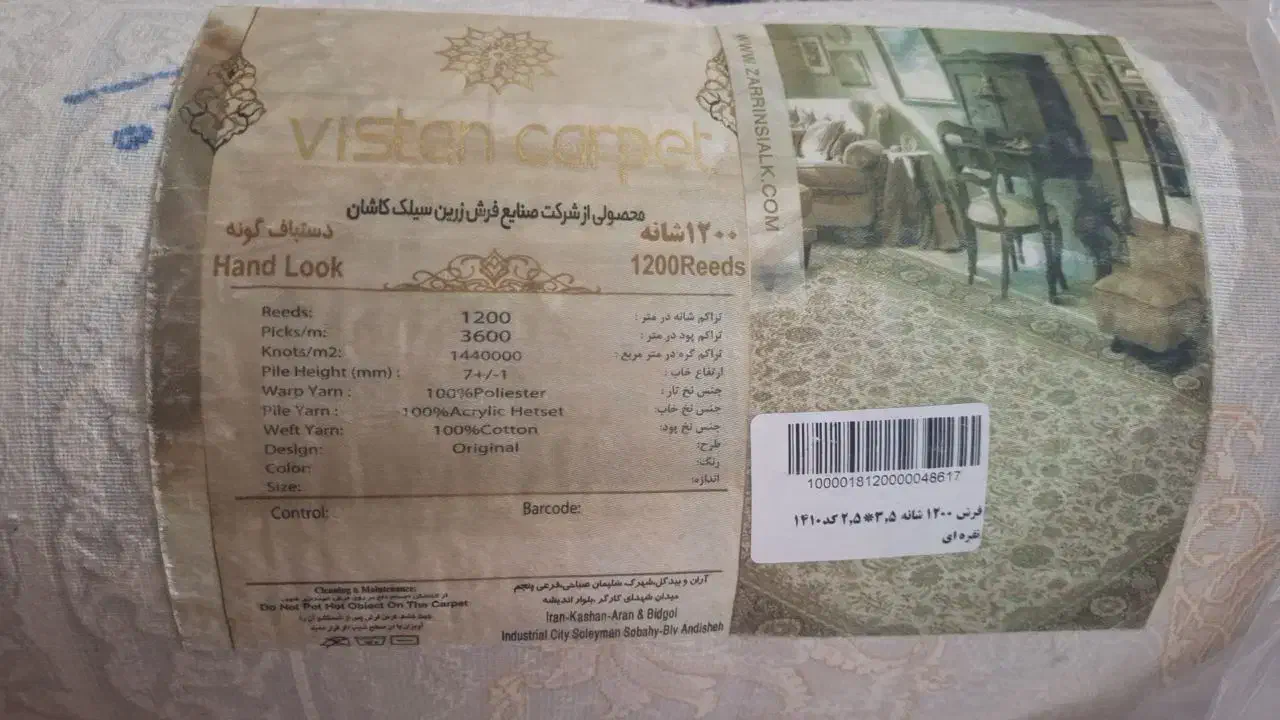 visten carpet
WWW.ZARRINSIALK.COM
محصولی از شرکت صنایع فرش زرین سیلک کاشان
۱۲۰۰ شانه دستباف گونه
Hand Look 1200Reeds
Reeds: 1200 تراکم شانه در متر :
Picks/m: 3600 تراکم پود در متر :
Knots/m2: 1440000 تراکم گره در متر مربع :
Pile Height (mm) : 7+/-1 ارتفاع خاب :
Warp Yarn : 100%Poliester جنس نخ تار :
Pile Yarn : 100%Acrylic Hetset جنس نخ خاب:
Weft Yarn: 100%Cotton جنس نخ پود:
Design: Original طرح:
Color: رنگ:
Size: اندازه:
Control: Barcode:
1000018120000048617
فرش ۱۲۰۰ شانه ۳,۵*۲,۵ کد۱۴۱۰
نقره ای
Cleaning & Maintenance:
Do Not Pot Hot Object On The Carpet
آران و بیدگل،شهرک سلیمان صباحی،فرعی پنجم
میدان شهدای کارگر ،بلوار اندیشه
Iran-Kashan-Aran & Bidgol
Industrial City Soleyman Sobahy-Blv Andisheh